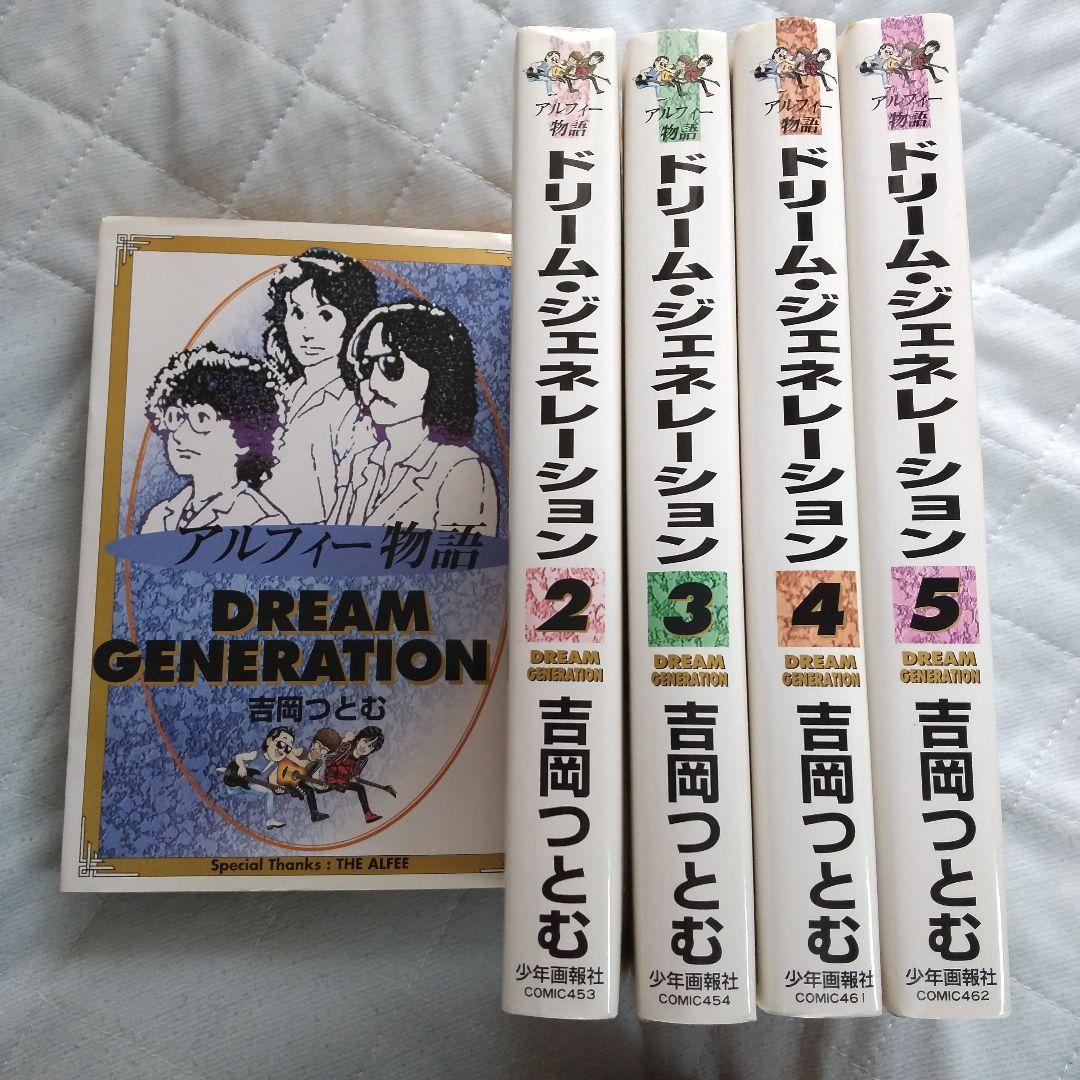 アルフィー物語
DREAM
GENERATION
吉岡つとむ
Special Thanks : THE ALFEE
アルフィー
物語
ドリーム・ジェネレーション
2
DREAM
GENERATION
吉岡つとむ
少年画報社
COMIC453
アルフィー
物語
ドリーム・ジェネレーション
3
DREAM
GENERATION
吉岡つとむ
少年画報社
COMIC454
アルフィー
物語
ドリーム・ジェネレーション
4
DREAM
GENERATION
吉岡つとむ
少年画報社
COMIC461
アルフィー
物語
ドリーム・ジェネレーション
5
DREAM
GENERATION
吉岡つとむ
少年画報社
COMIC462